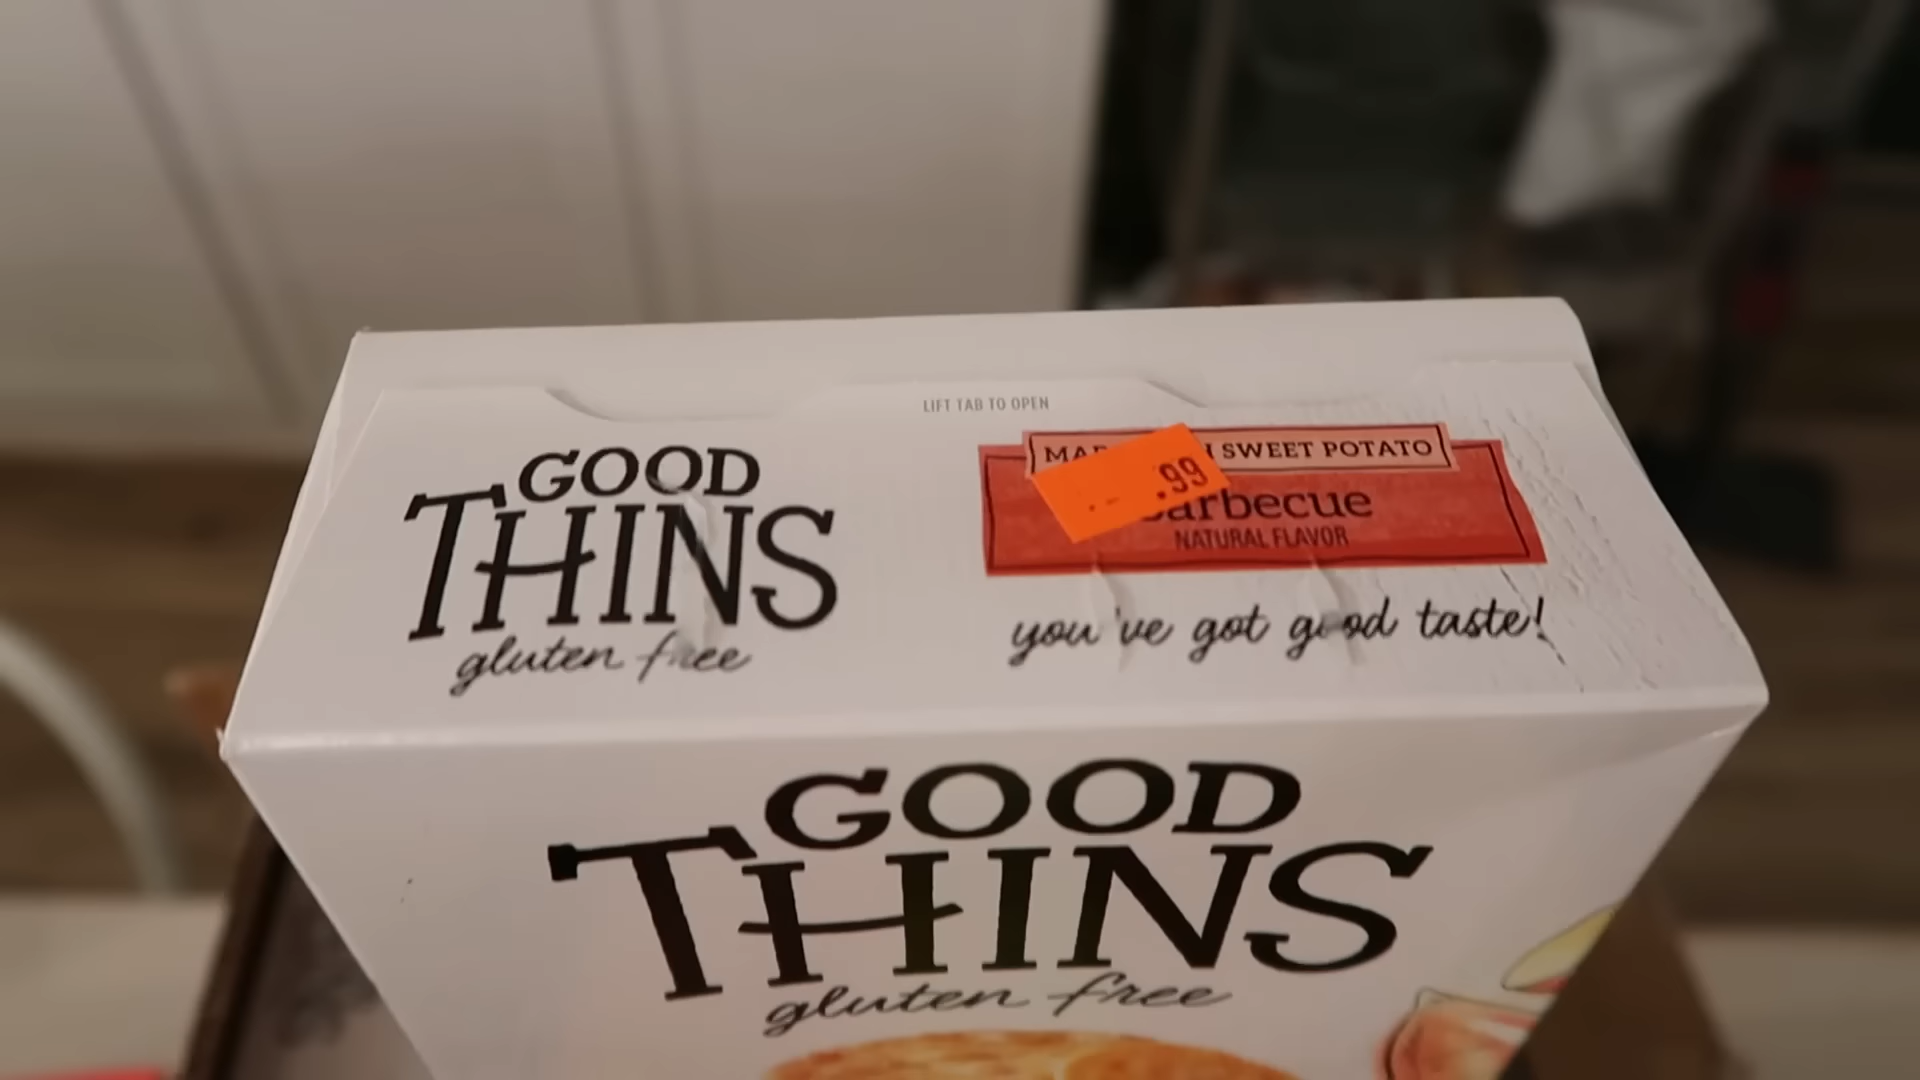 LIFT TAB TO OPEN
GOOD
THINS
gluten free
SWEET POTATO
.99
NATURAL FLAVOR
you've got good taste!
GOOD
THINS
gluten free